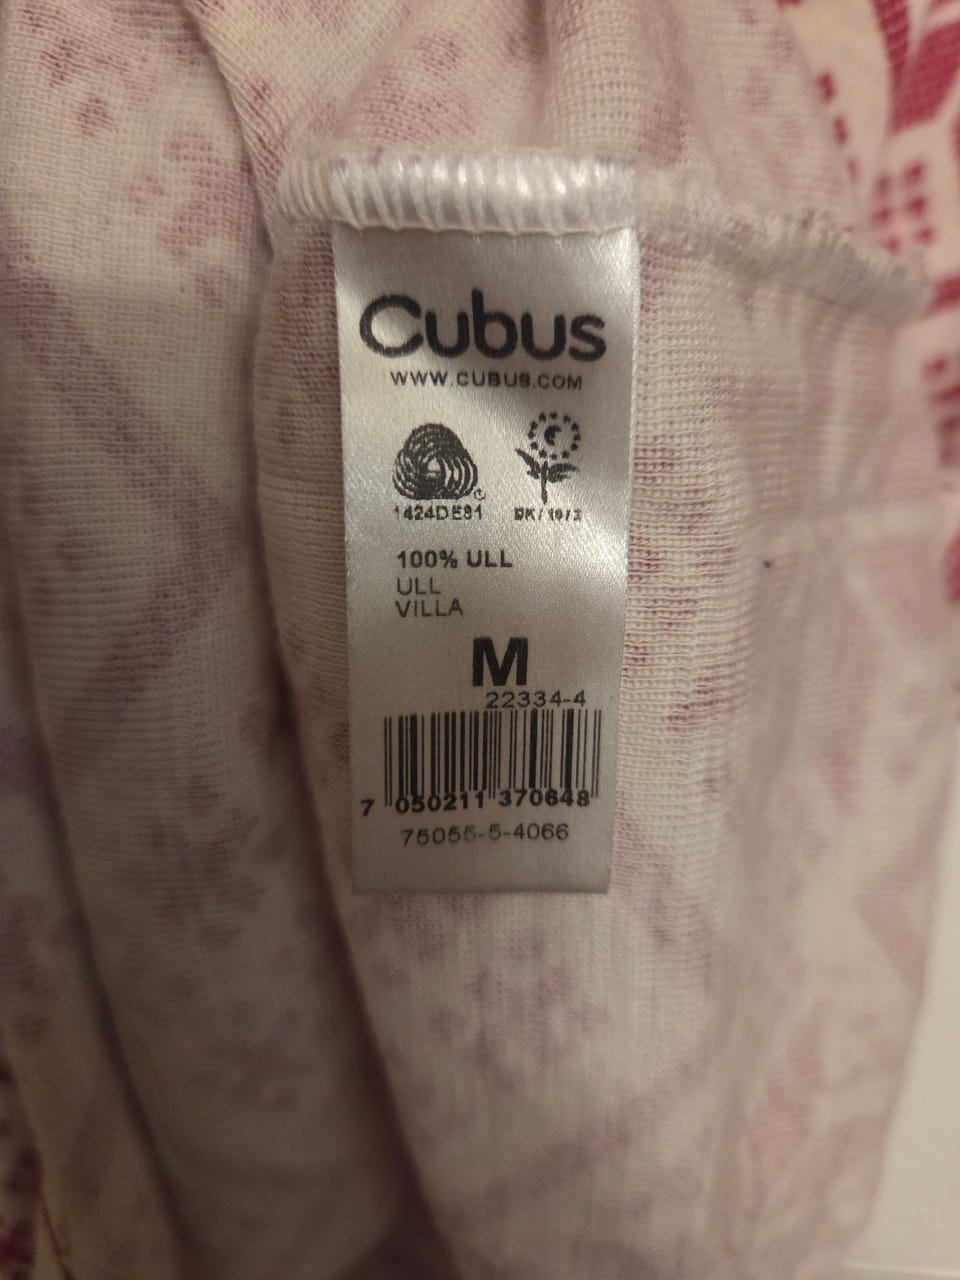 Cubus
WWW.CUBUS.COM
1424DE81
100% ULL
ULL
VILLA
M
22334-4
7 050211 370648
75055-5-4066